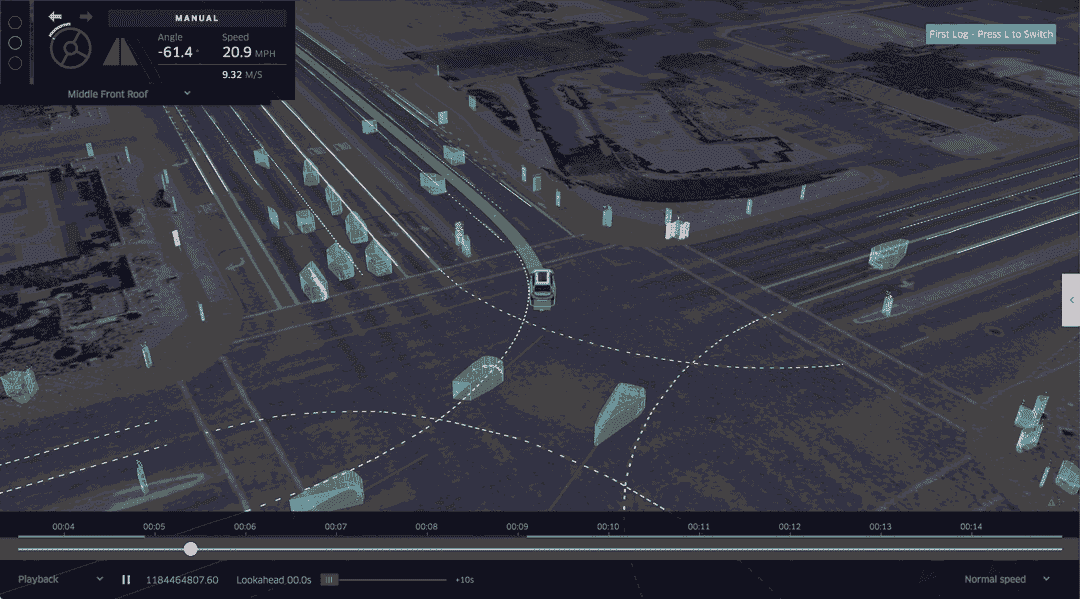 MANUAL
First Log - Press L to Switch
Angle
Speed
-61.4 °
20.9 MPH
9.32 M/S
Middle Front Roof
00:04 00:05 00:06 00:07 00:08 00:09 00:10 00:11 00:12 00:13 00:14
Playback
1184464807.60
Lookahead 00.0s
+10s
Normal speed